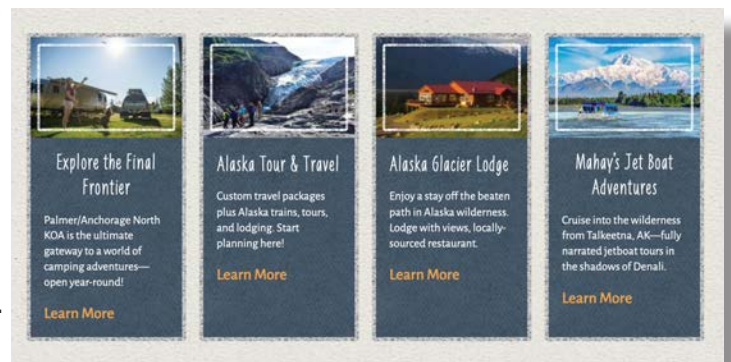 Explore the Final
Frontier
Palmer/Anchorage North
KOA is the ultimate
gateway to a world of
camping adventures—
open year-round!
Learn More
Alaska Tour & Travel
Custom travel packages
plus Alaska trains, tours,
and lodging. Start
planning here!
Learn More
Alaska Glacier Lodge
Enjoy a stay off the beaten
path in Alaska wilderness.
Lodge with views, locally-
sourced restaurant.
Learn More
Mahay's Jet Boat
Adventures
Cruise into the wilderness
from Talkeetna, AK—fully
narrated jetboat tours in
the shadows of Denali.
Learn More